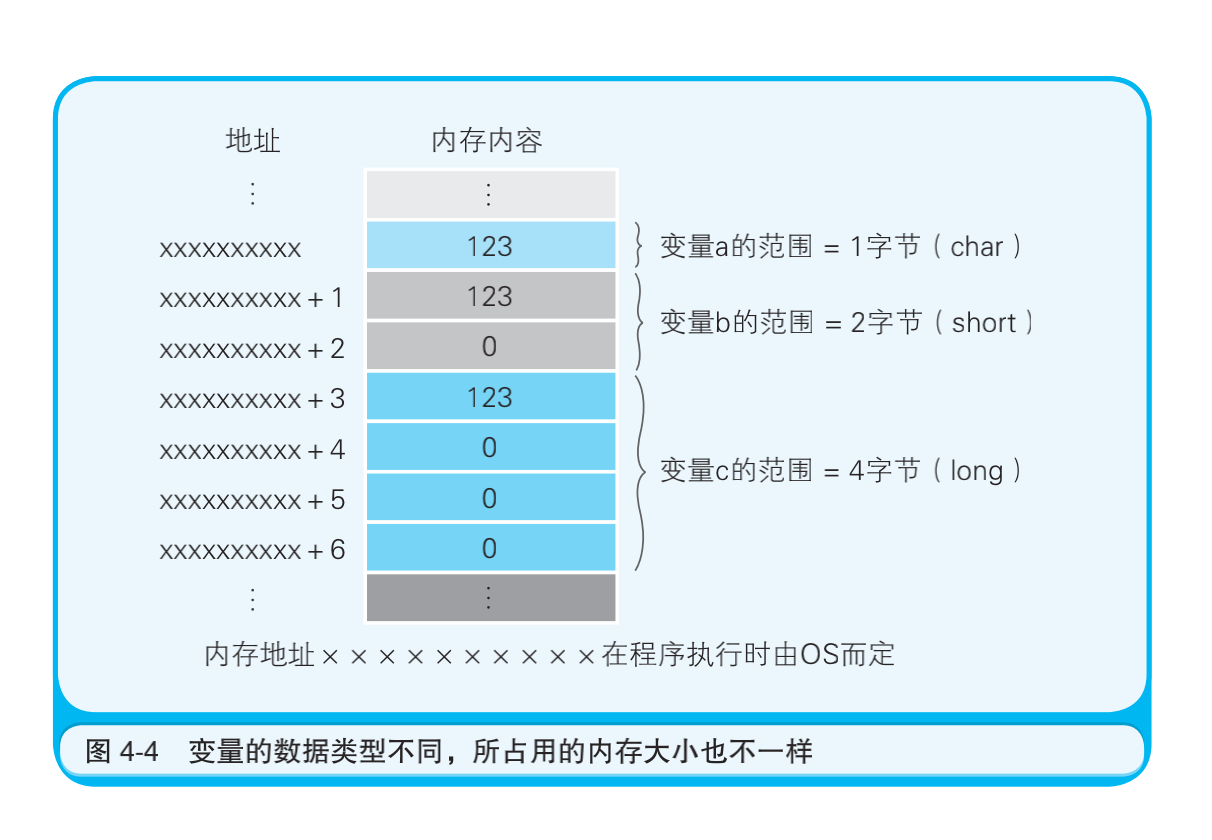 地址 内存内容
⋮ ⋮
xxxxxxxxxx 123 变量a的范围 = 1字节（char）
xxxxxxxxxx + 1 123
变量b的范围 = 2字节（short）
xxxxxxxxxx + 2 0
xxxxxxxxxx + 3 123
xxxxxxxxxx + 4 0
变量c的范围 = 4字节（long）
xxxxxxxxxx + 5 0
xxxxxxxxxx + 6 0
⋮ ⋮
内存地址××××××××××在程序执行时由OS而定
图 4-4 变量的数据类型不同，所占用的内存大小也不一样